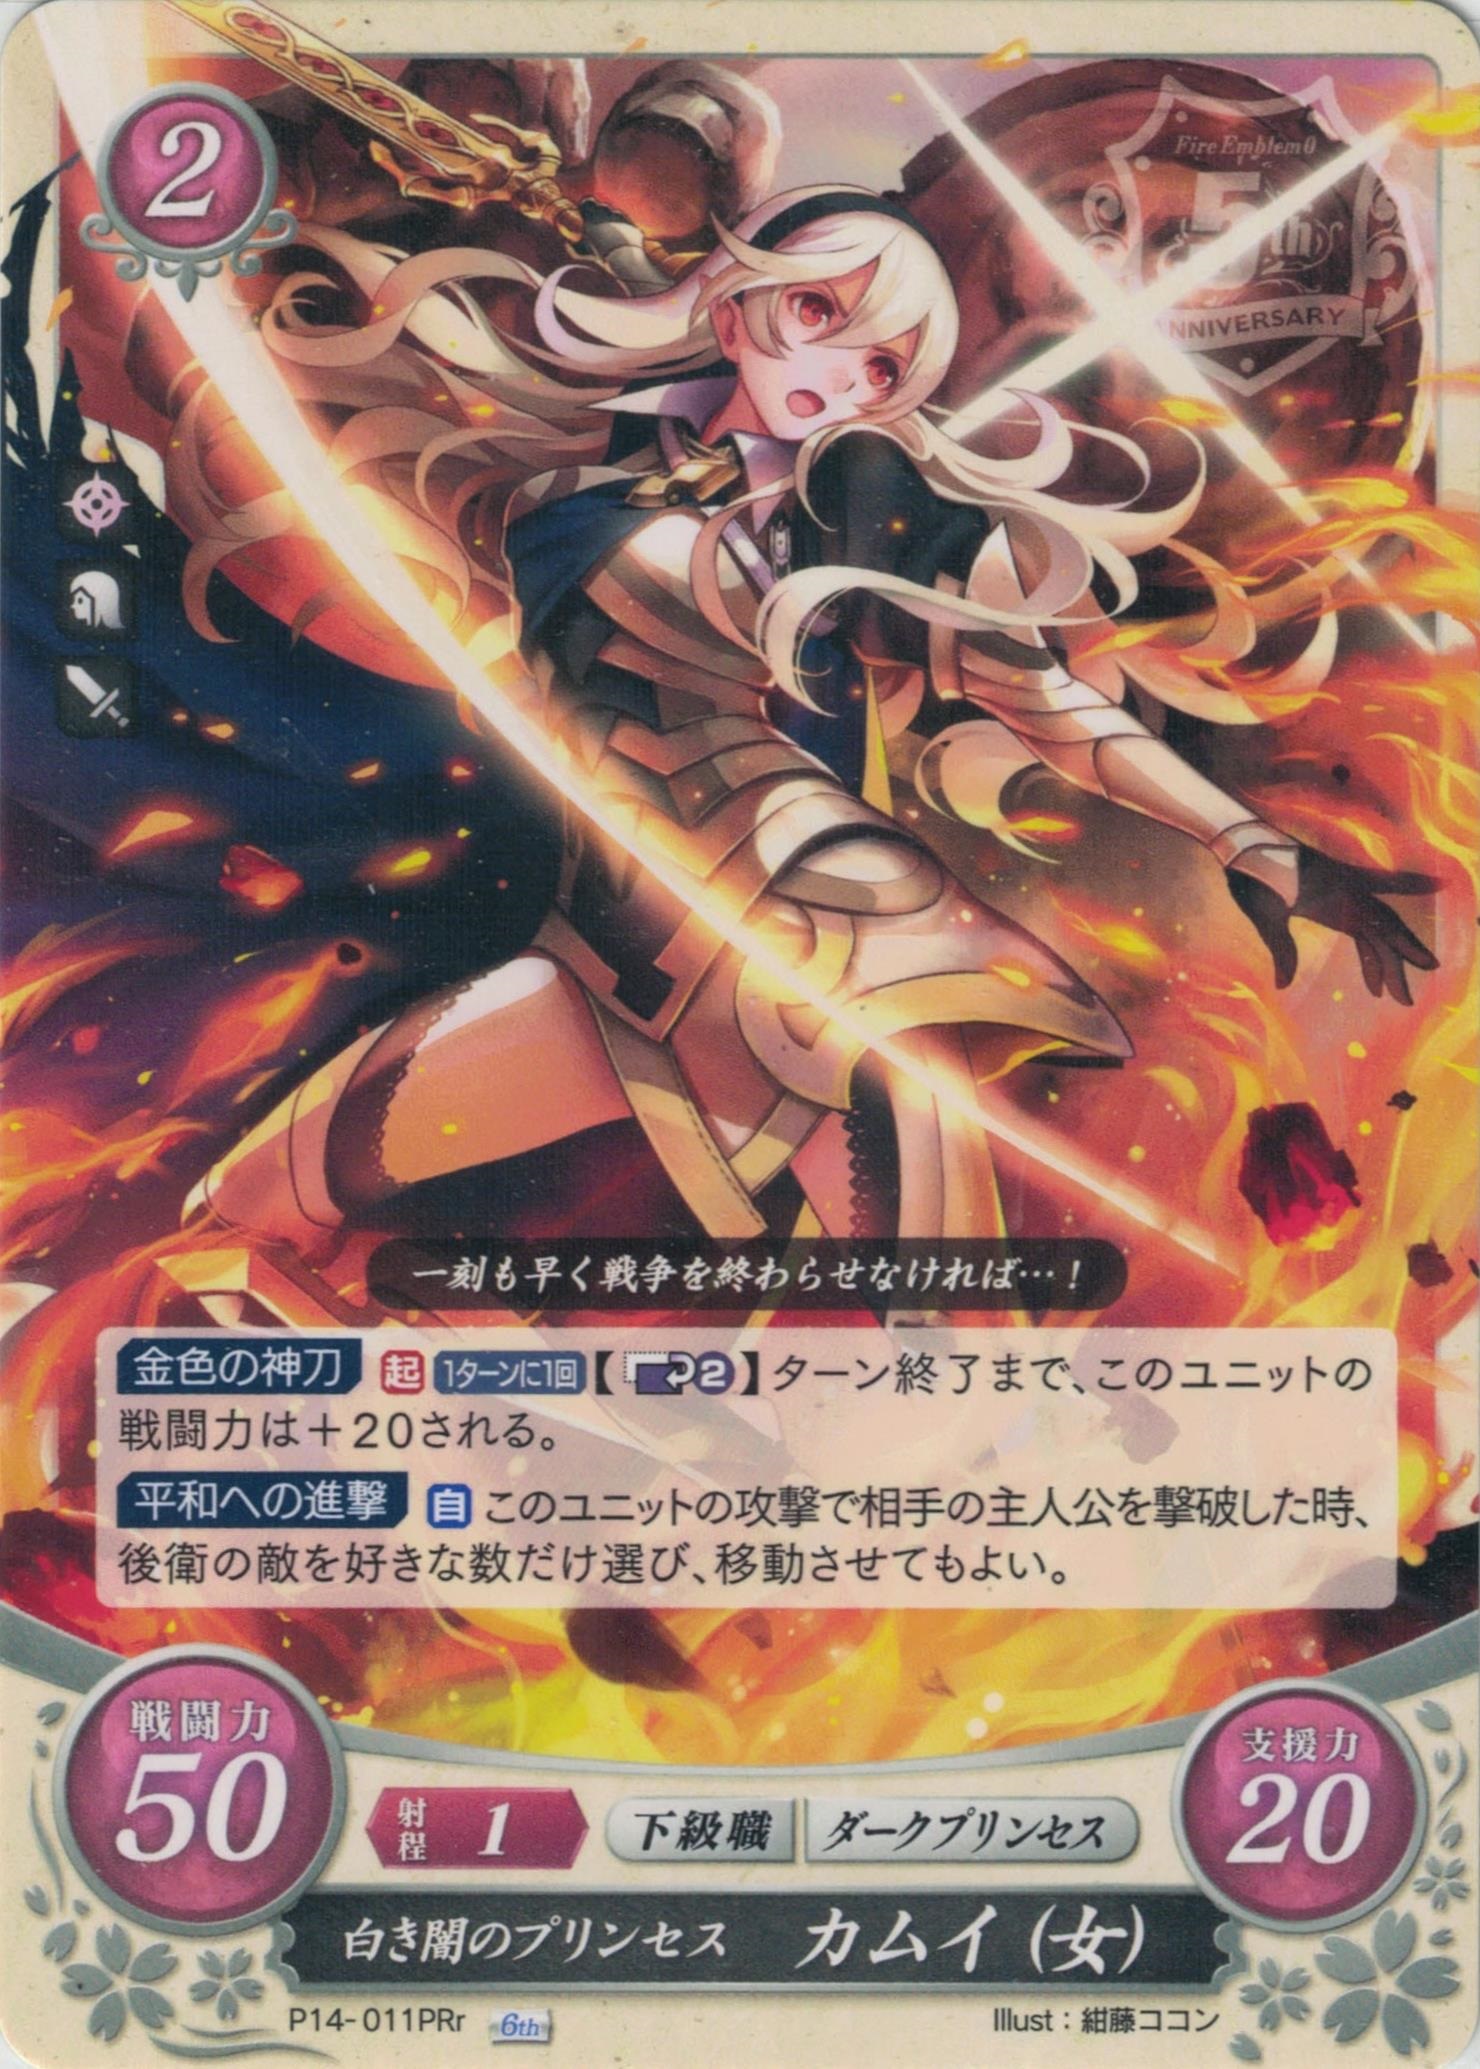 2
Fire Emblem 0
5th
ANNIVERSARY
一刻も早く戦争を終わらせなければ…！
金色の神刀 起 1ターンに1回【2】ターン終了まで、このユニットの
戦闘力は＋20される。
平和への進撃 自 このユニットの攻撃で相手の主人公を撃破した時、
後衛の敵を好きな数だけ選び、移動させてもよい。
戦闘力
50
射程 1
下級職 ダークプリンセス
支援力
20
白き闇のプリンセス カムイ（女）
P14-011PRr 6th Illust：紺藤ココン